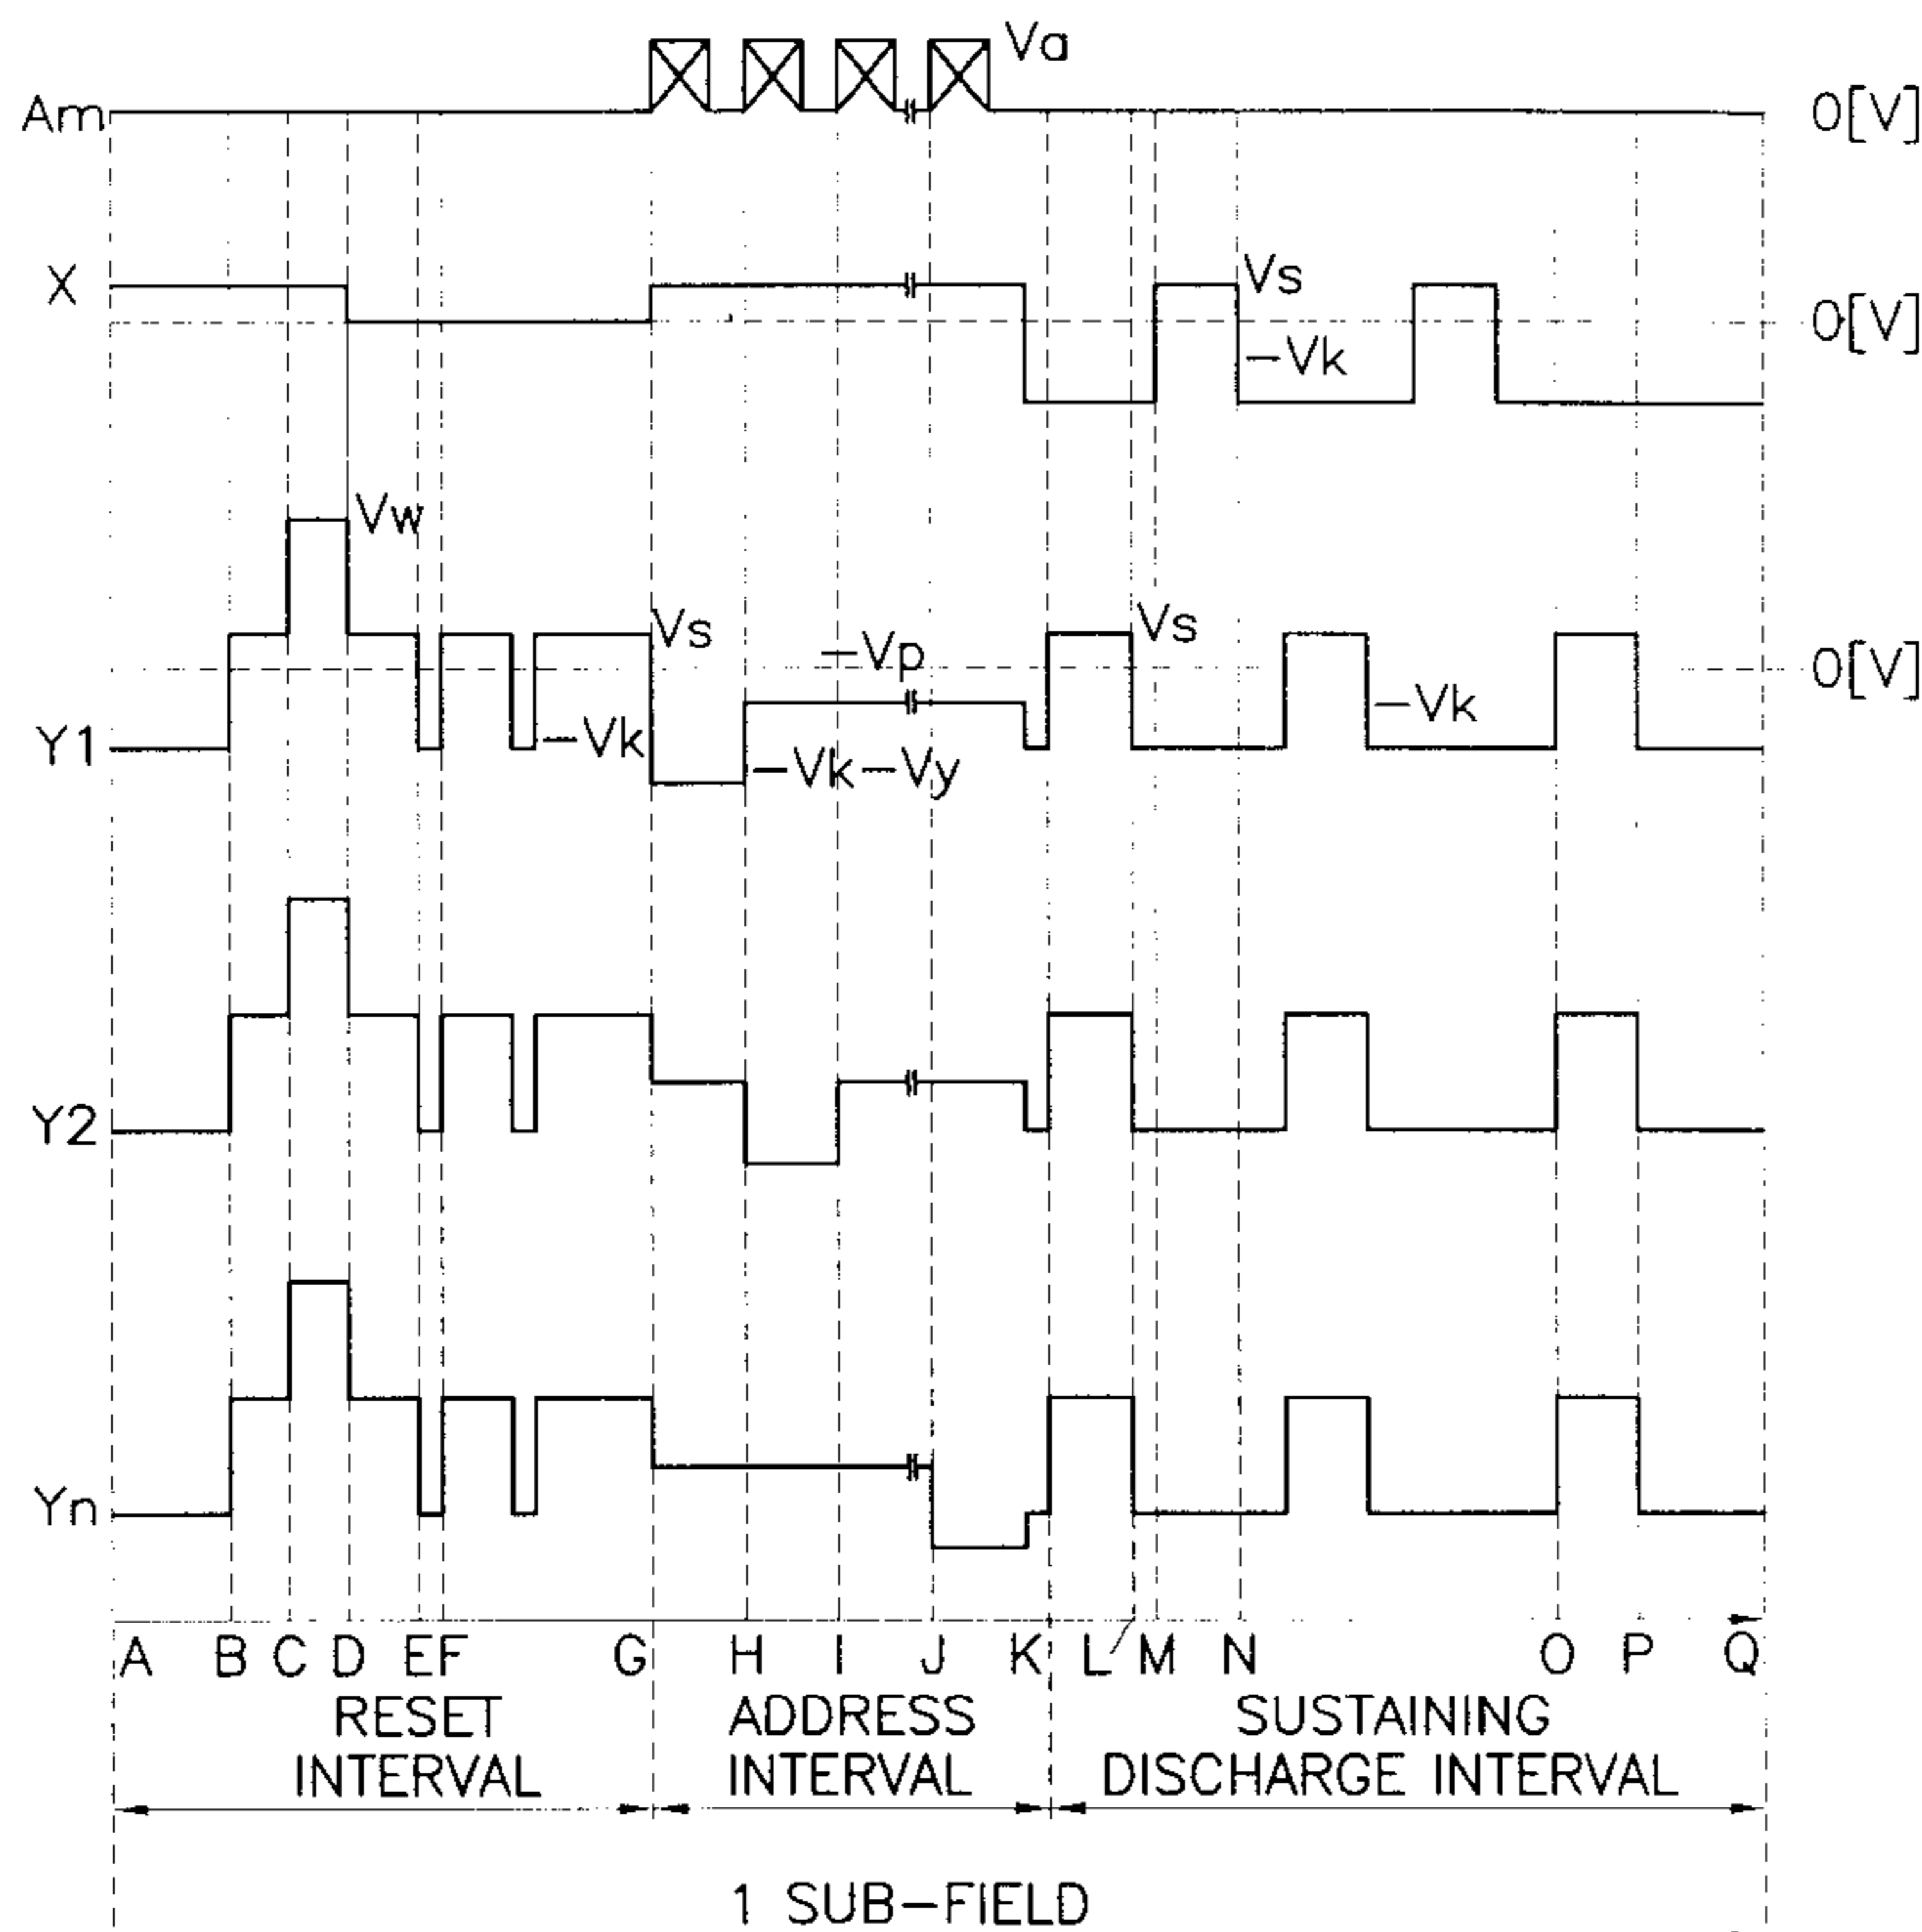 Va
Am
0[V]
X
Vs
0[V]
-Vk
Vw
Vs
Vs
-Vp
0[V]
-Vk
Y1
-Vk
-Vk-Vy
Y2
Yn
A B C D E F G H I J K L M N O P Q
RESET INTERVAL
ADDRESS INTERVAL
SUSTAINING DISCHARGE INTERVAL
1 SUB-FIELD